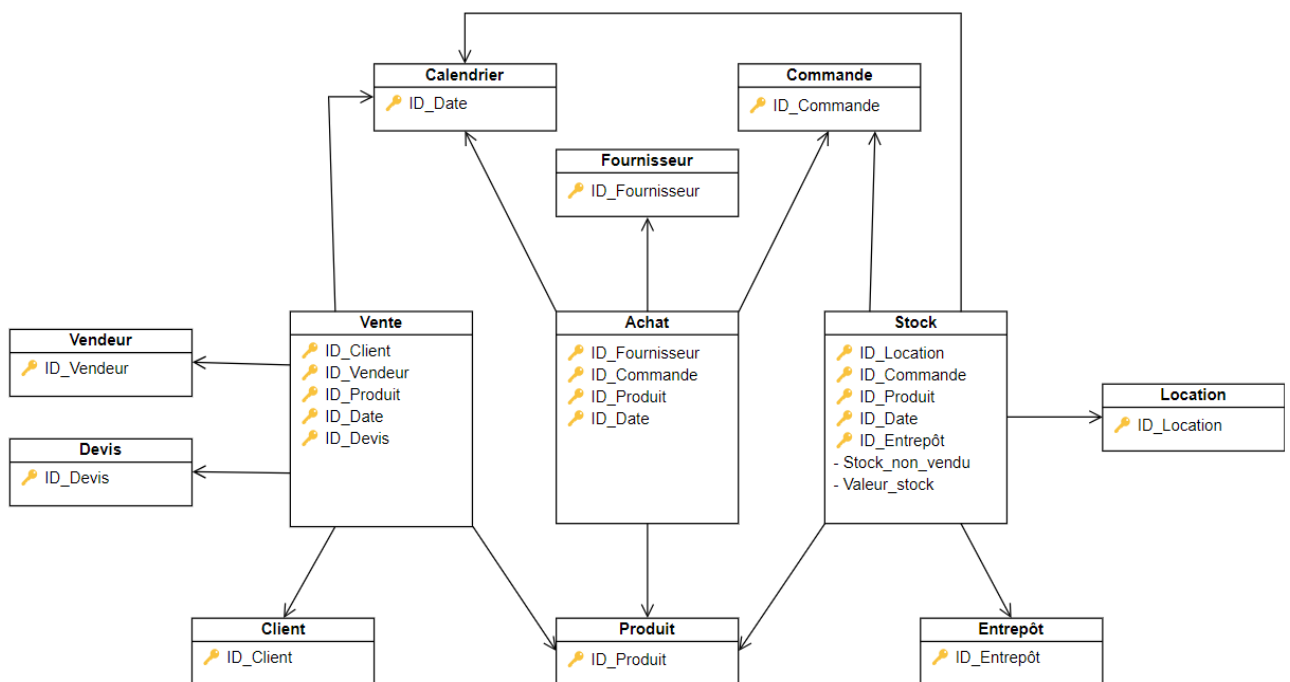 Calendrier
ID_Date
Commande
ID_Commande
Fournisseur
ID_Fournisseur
Vendeur
ID_Vendeur
Devis
ID_Devis
Vente
ID_Client
ID_Vendeur
ID_Produit
ID_Date
ID_Devis
Achat
ID_Fournisseur
ID_Commande
ID_Produit
ID_Date
Stock
ID_Location
ID_Commande
ID_Produit
ID_Date
ID_Entrepôt
- Stock_non_vendu
- Valeur_stock
Location
ID_Location
Client
ID_Client
Produit
ID_Produit
Entrepôt
ID_Entrepôt